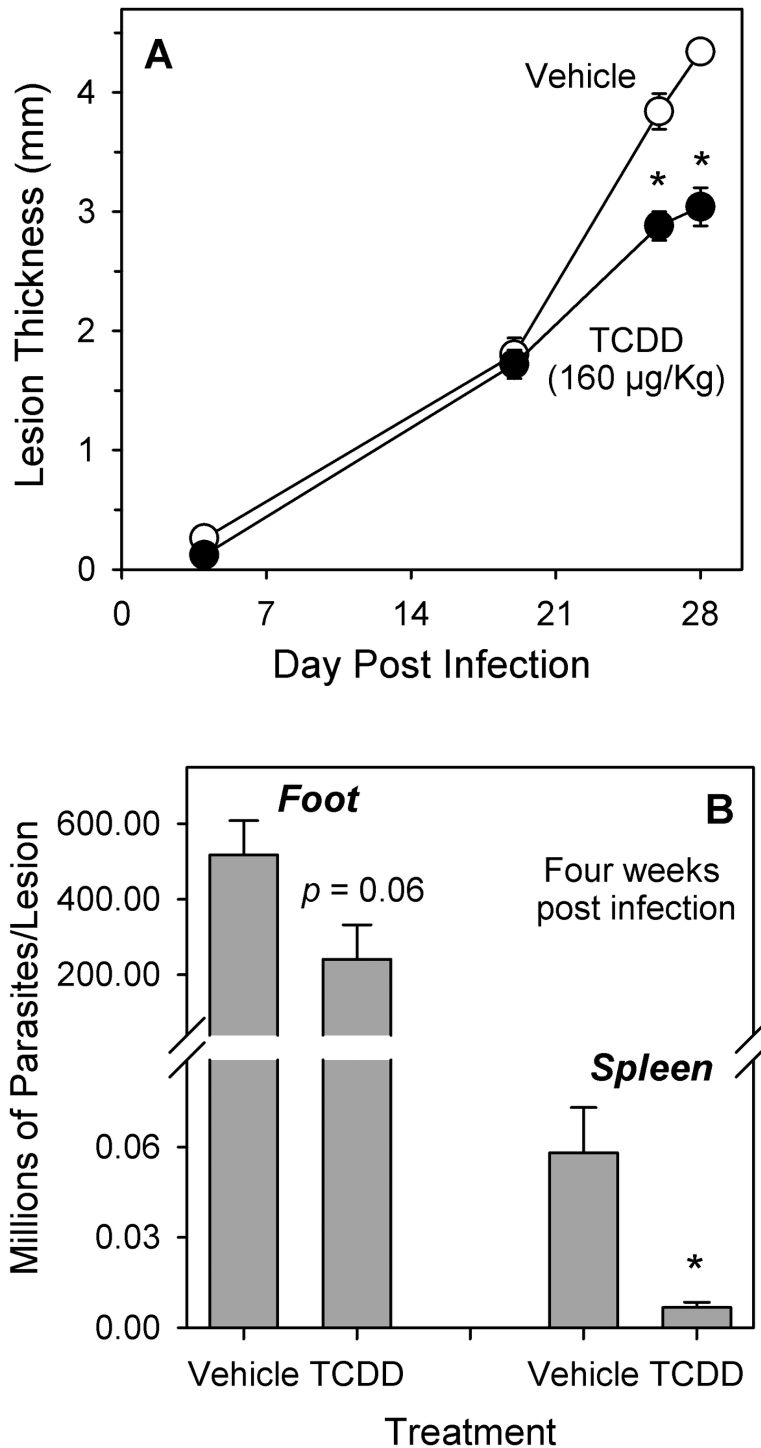 A
Vehicle
4
*
*
3
Lesion Thickness (mm)
2
TCDD
(160 µg/Kg)
1
0
0 7 14 21 28
Day Post Infection
Foot
B
600.00
p = 0.06
Four weeks
post infection
400.00
200.00
Millions of Parasites/Lesion
Spleen
0.06
0.03
*
0.00
Vehicle TCDD Vehicle TCDD
Treatment